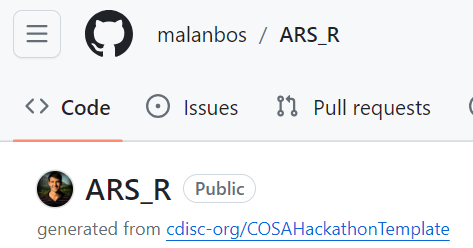 malanbos / ARS_R
Code Issues Pull requests
ARS_R Public
generated from cdisc-org/COSAHackathonTemplate